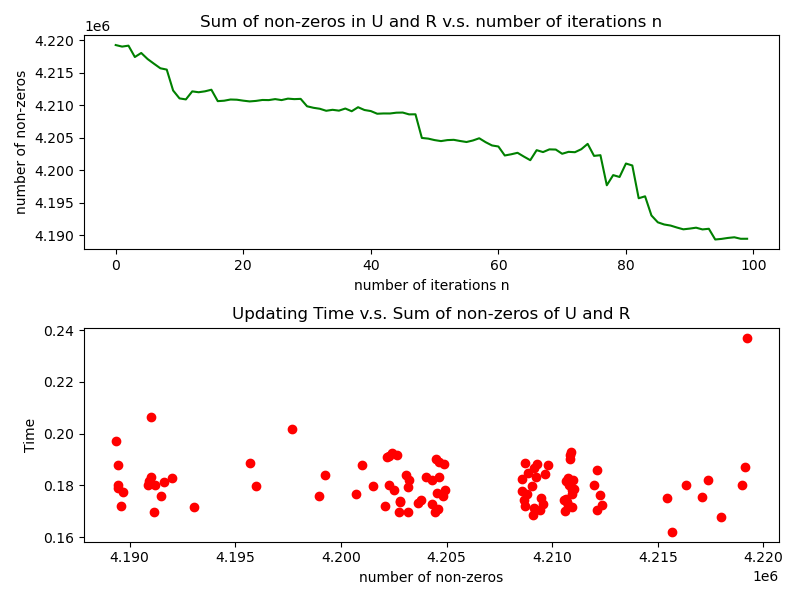 Sum of non-zeros in U and R v.s. number of iterations n
1e6
4.220
4.215
4.210
4.205
4.200
4.195
4.190
number of non-zeros
0 20 40 60 80 100
number of iterations n
Updating Time v.s. Sum of non-zeros of U and R
0.24
0.22
0.20
0.18
0.16
Time
4.190 4.195 4.200 4.205 4.210 4.215 4.220
1e6
number of non-zeros